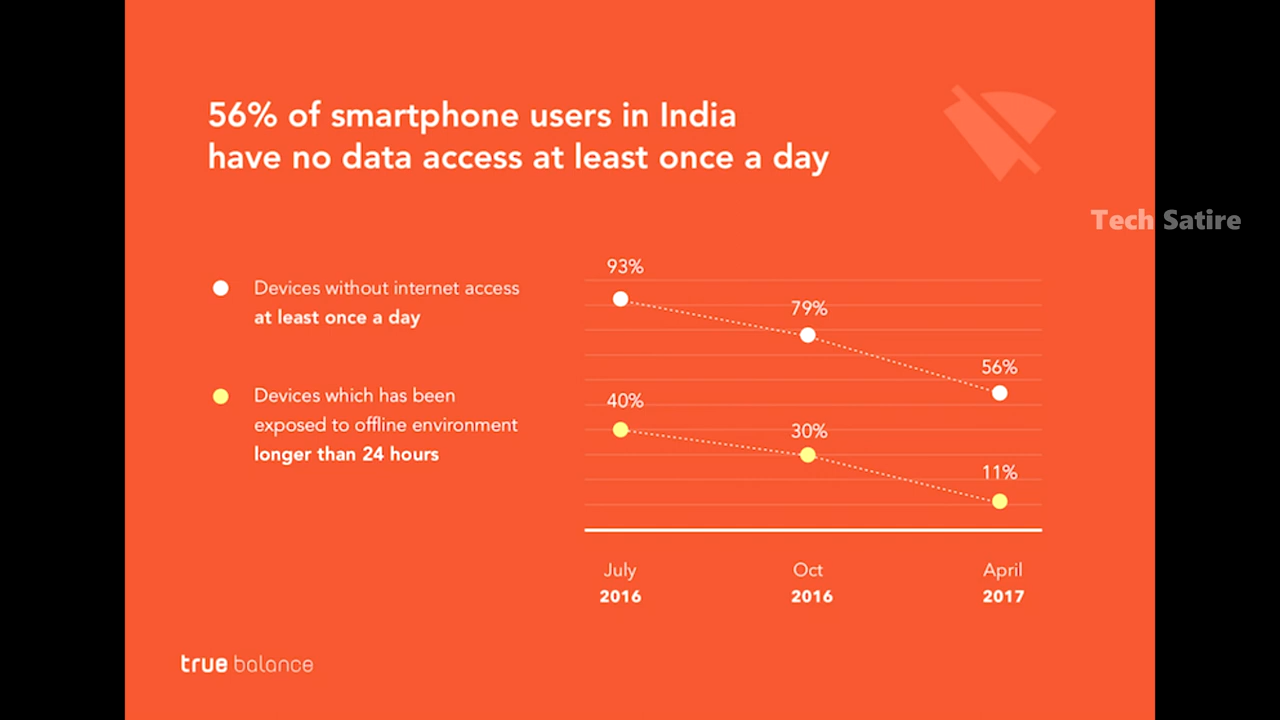 56% of smartphone users in India
have no data access at least once a day
Tech Satire
Devices without internet access
at least once a day
Devices which has been
exposed to offline environment
longer than 24 hours
93%
79%
56%
40%
30%
11%
July
2016
Oct
2016
April
2017
true balance